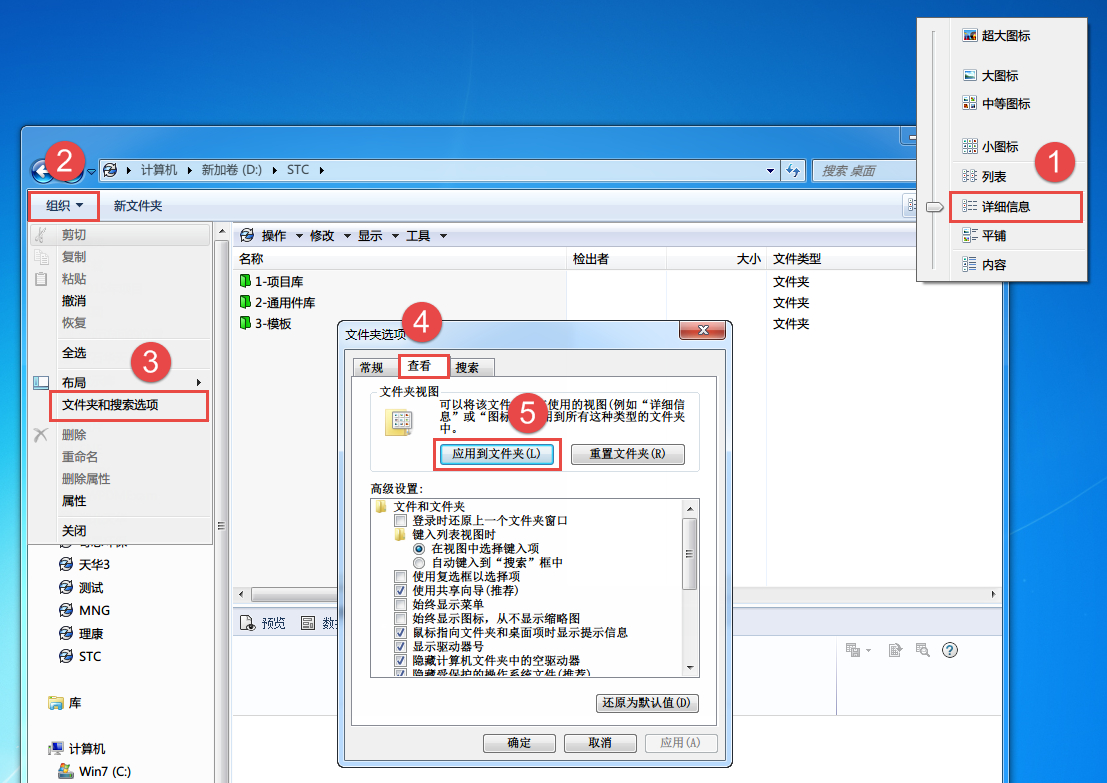 超大图标
大图标
中等图标
小图标
列表
1
详细信息
平铺
内容
2
计算机
新加卷 (D:)
STC
搜索 桌面
组织
新文件夹
剪切
复制
粘贴
撤消
恢复
全选
3
布局
文件夹和搜索选项
删除
重命名
删除属性
属性
关闭
天华3
测试
MNG
理康
STC
库
计算机
Win7 (C:)
操作 修改 显示 工具
名称 检出者 大小 文件类型
1-项目库 文件夹
2-通用件库 文件夹
3-模板 文件夹
预览
4
文件夹选项
常规 查看 搜索
文件夹视图
可以将该文件 使用的视图(例如“详细信
息”或“图标 用到所有这种类型的文件夹
中。
5
应用到文件夹(L) 重置文件夹(R)
高级设置:
文件和文件夹
登录时还原上一个文件夹窗口
键入列表视图时
在视图中选择键入项
自动键入到“搜索”框中
使用复选框以选择项
使用共享向导(推荐)
始终显示菜单
始终显示图标，从不显示缩略图
鼠标指向文件夹和桌面项时显示提示信息
显示驱动器号
隐藏计算机文件夹中的空驱动器
隐藏受保护的操作系统文件(推荐)
还原为默认值(D)
确定 取消 应用(A)